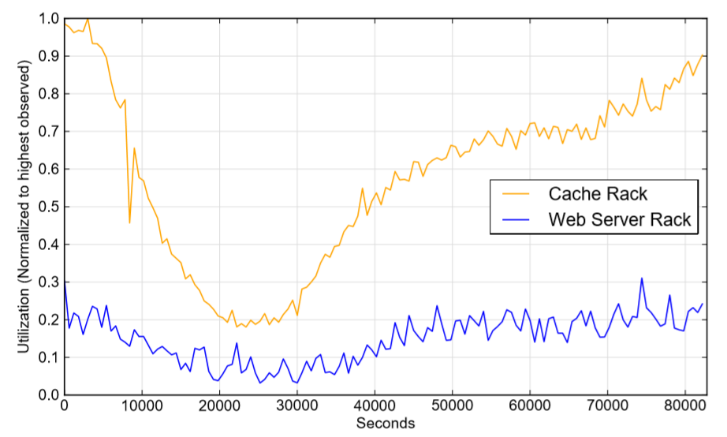 1.0
0.9
0.8
0.7
0.6
0.5
0.4
0.3
0.2
0.1
0.0
Utilization (Normalized to highest observed)
Cache Rack
Web Server Rack
0 10000 20000 30000 40000 50000 60000 70000 80000
Seconds